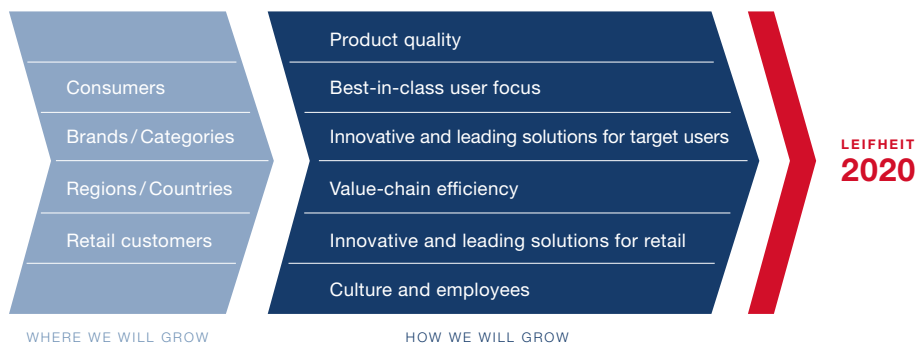 Consumers
Brands / Categories
Regions / Countries
Retail customers
WHERE WE WILL GROW
Product quality
Best-in-class user focus
Innovative and leading solutions for target users
Value-chain efficiency
Innovative and leading solutions for retail
Culture and employees
HOW WE WILL GROW
LEIFHEIT
2020